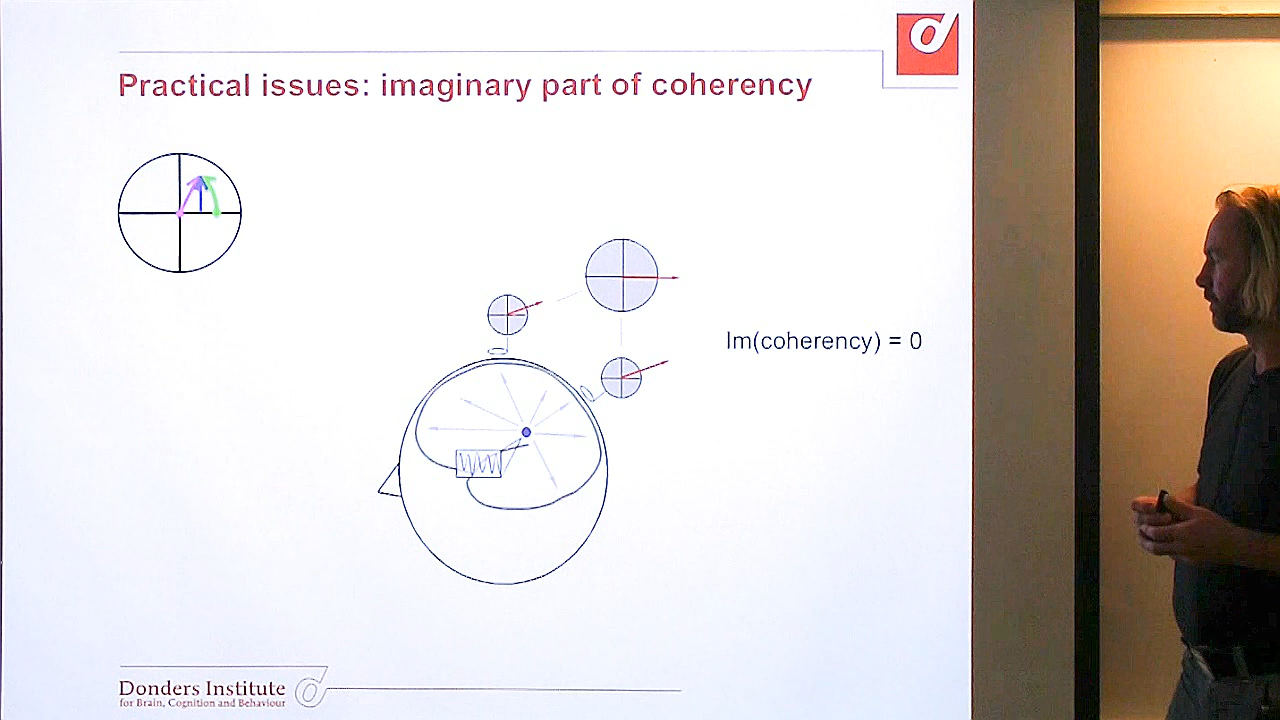 Practical issues: imaginary part of coherency
Im(coherency) = 0
Donders Institute
for Brain, Cognition and Behaviour